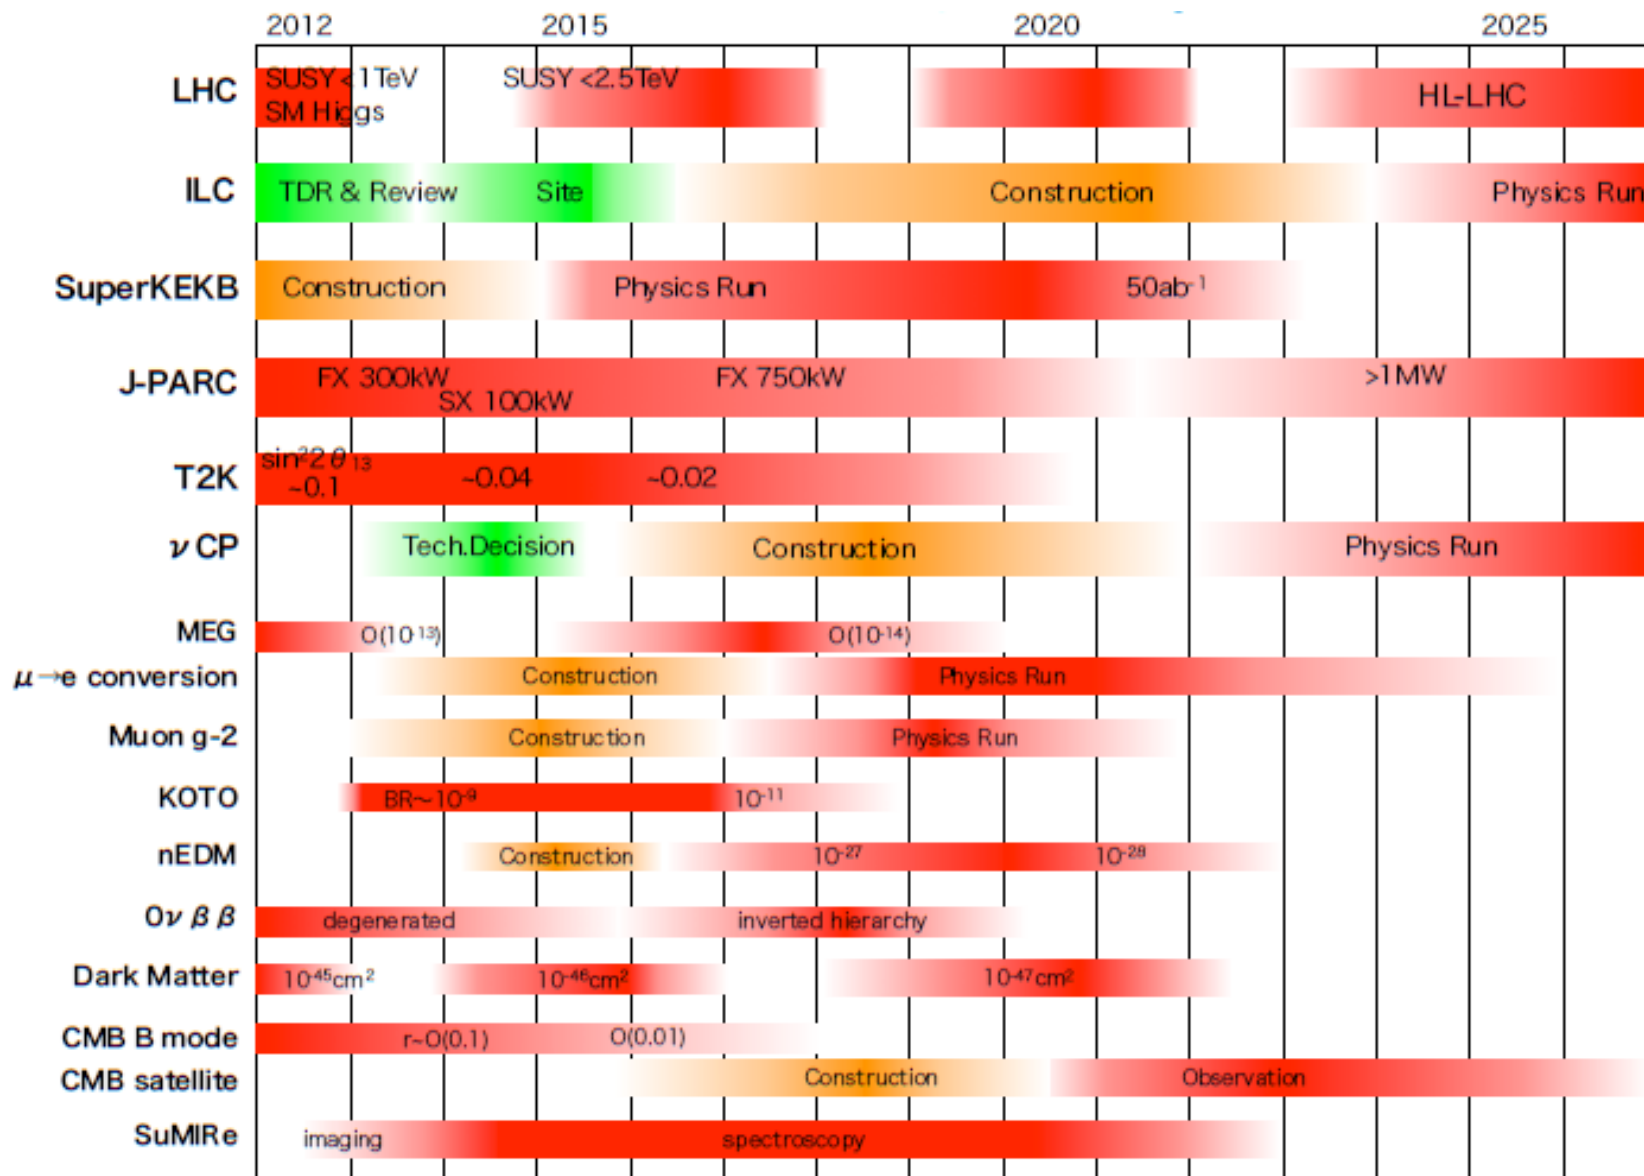 2012 2015 2020 2025
LHC SUSY <1TeV SUSY <2.5TeV HL-LHC
SM Higgs
ILC TDR & Review Site Construction Physics Run
SuperKEKB Construction Physics Run 50ab⁻¹
J-PARC FX 300kW FX 750kW >1MW
SX 100kW
T2K sin²2θ₁₃ ~0.04 ~0.02
~0.1
νCP Tech.Decision Construction Physics Run
MEG O(10⁻¹³) O(10⁻¹⁴)
μ→e conversion Construction Physics Run
Muon g-2 Construction Physics Run
KOTO BR~10⁻⁹ 10⁻¹¹
nEDM Construction 10⁻²⁷ 10⁻²⁸
0νββ degenerated inverted hierarchy
Dark Matter 10⁻⁴⁵cm² 10⁻⁴⁶cm² 10⁻⁴⁷cm²
CMB B mode r~O(0.1) O(0.01)
CMB satellite Construction Observation
SuMIRe imaging spectroscopy